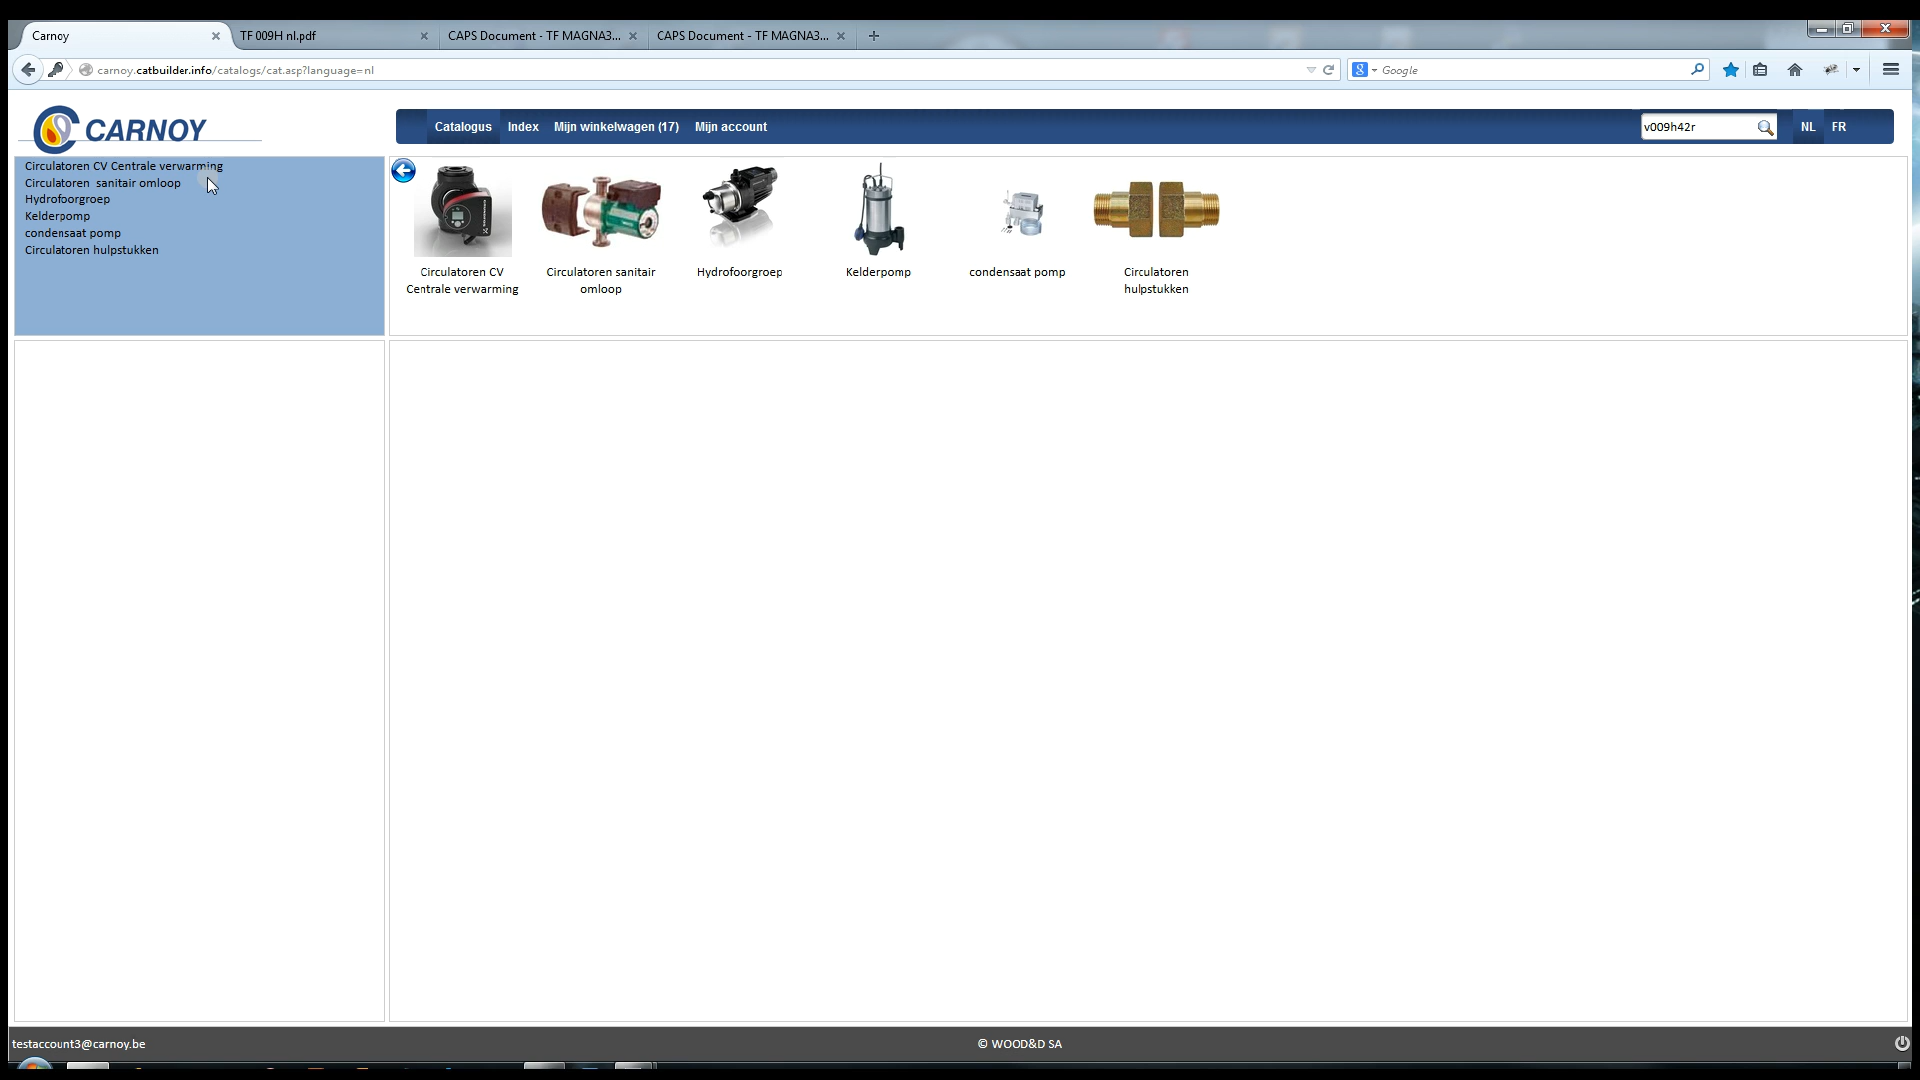 Carnoy
TF 009H nl.pdf
CAPS Document - TF MAGNA3...
CAPS Document - TF MAGNA3...
carnoy.catbuilder.info/catalogs/cat.asp?language=nl
Google
CARNOY
Catalogus
Index
Mijn winkelwagen (17)
Mijn account
v009h42r
NL
FR
Circulatoren CV Centrale verwarming
Circulatoren sanitair omloop
Hydrofoorgroep
Kelderpomp
condensaat pomp
Circulatoren hulpstukken
Circulatoren CV
Centrale verwarming
Circulatoren sanitair
omloop
Hydrofoorgroep
Kelderpomp
condensaat pomp
Circulatoren
hulpstukken
testaccount3@carnoy.be
© WOOD&D SA